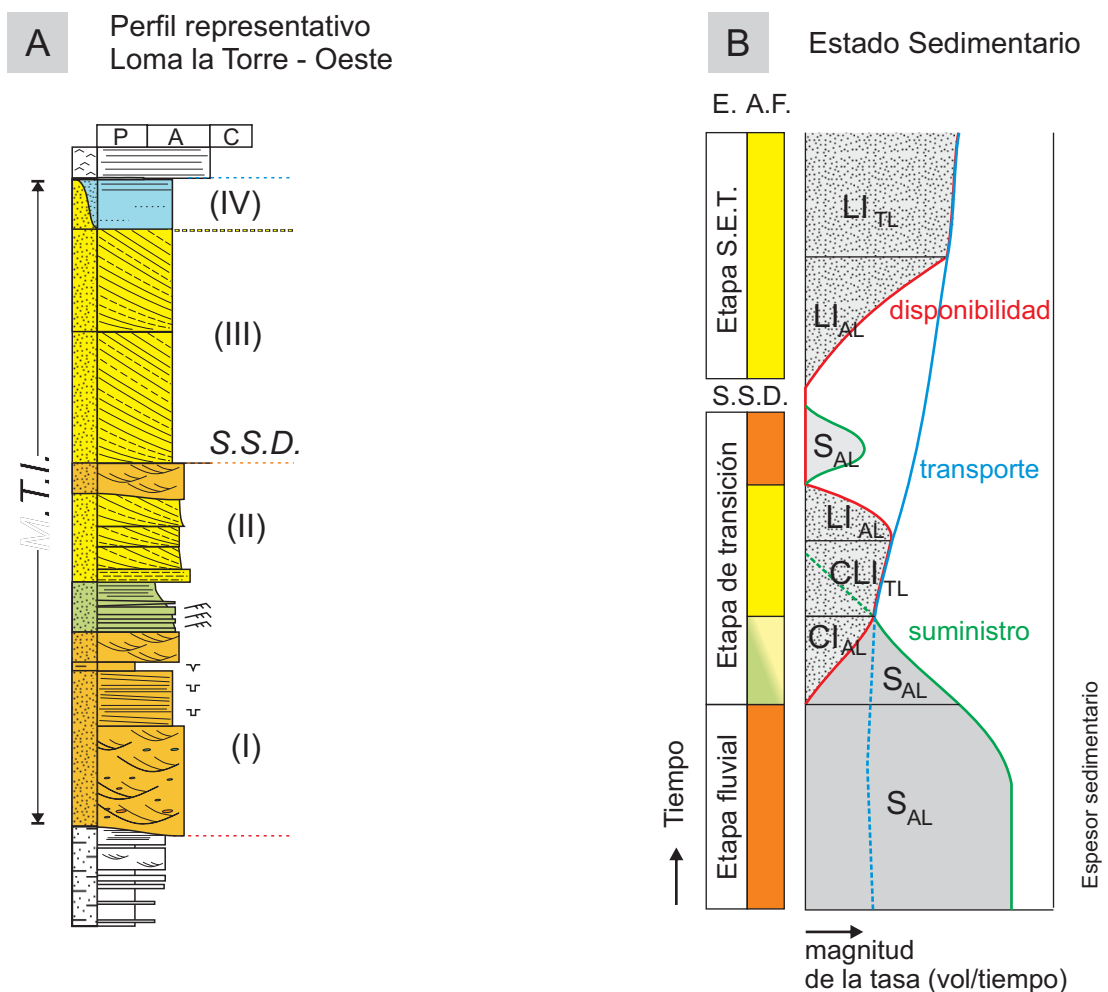 A
Perfil representativo
Loma la Torre - Oeste
P A C
(IV)
(III)
S.S.D.
(II)
(I)
M.T.I.
B
Estado Sedimentario
E. A.F.
Etapa S.E.T.
S.S.D.
Etapa de transición
Etapa fluvial
Tiempo
LI TL
LI AL
disponibilidad
S AL
transporte
LI AL
CLI TL
suministro
CI AL
S AL
S AL
Espesor sedimentario
magnitud
de la tasa (vol/tiempo)